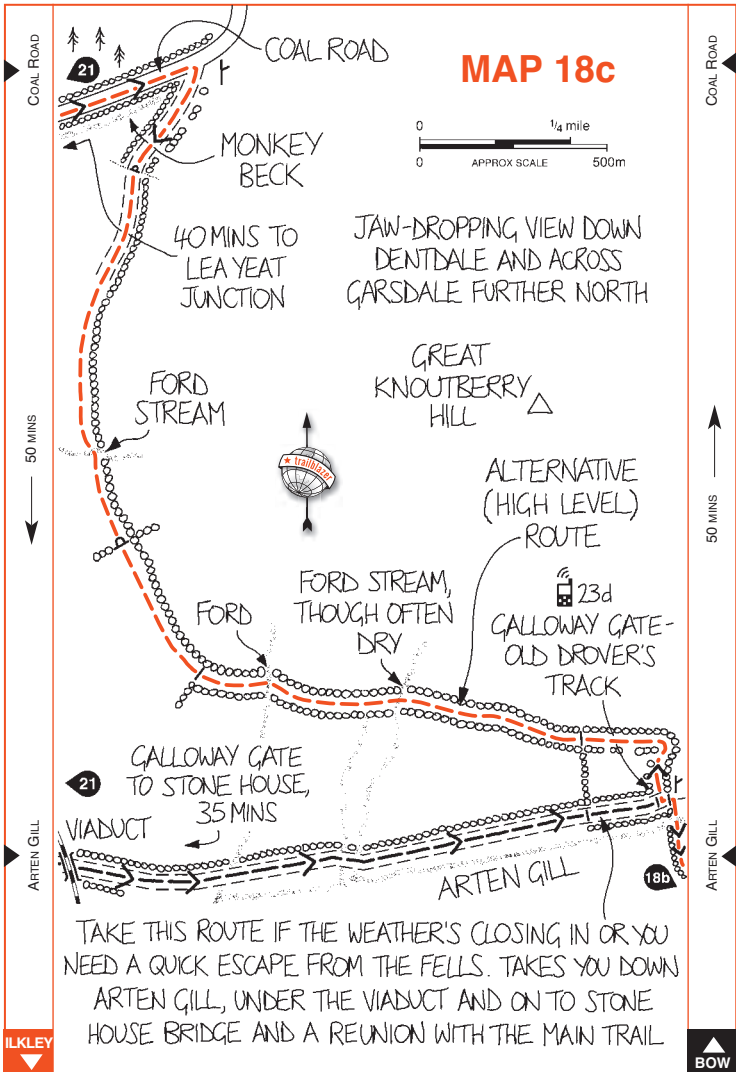 MAP 18c
COAL ROAD
COAL ROAD
COAL ROAD
21
0 1/4 mile
0 APPROX SCALE 500m
MONKEY
BECK
40 MINS TO
LEA YEAT
JUNCTION
JAW-DROPPING VIEW DOWN
DENTDALE AND ACROSS
GARSDALE FURTHER NORTH
GREAT
KNOUTBERRY
HILL
FORD
STREAM
50 MINS
50 MINS
trailblazer
ALTERNATIVE
(HIGH LEVEL)
ROUTE
FORD STREAM,
THOUGH OFTEN
DRY
FORD
23d
GALLOWAY GATE-
OLD DROVER'S
TRACK
GALLOWAY GATE
TO STONE HOUSE,
35 MINS
21
VIADUCT
ARTEN GILL
ARTEN GILL
ARTEN GILL
18b
TAKE THIS ROUTE IF THE WEATHER'S CLOSING IN OR YOU
NEED A QUICK ESCAPE FROM THE FELLS. TAKES YOU DOWN
ARTEN GILL, UNDER THE VIADUCT AND ON TO STONE
HOUSE BRIDGE AND A REUNION WITH THE MAIN TRAIL
ILKLEY
BOW